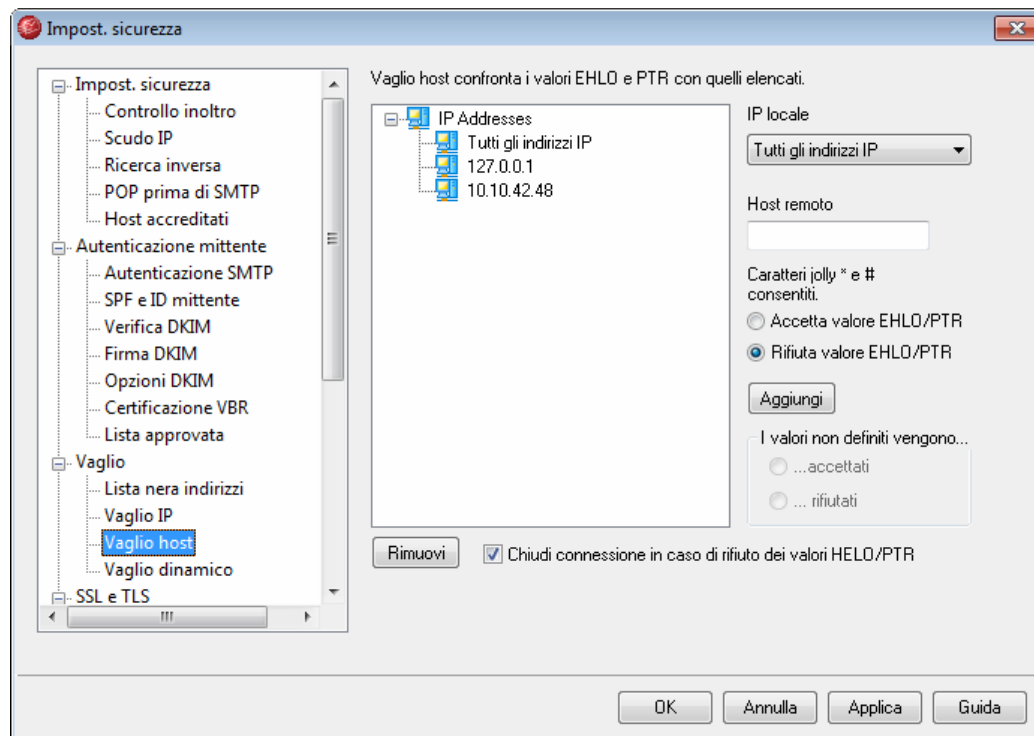 Impost. sicurezza
Impost. sicurezza
Controllo inoltro
Scudo IP
Ricerca inversa
POP prima di SMTP
Host accreditati
Autenticazione mittente
Autenticazione SMTP
SPF e ID mittente
Verifica DKIM
Firma DKIM
Opzioni DKIM
Certificazione VBR
Lista approvata
Vaglio
Lista nera indirizzi
Vaglio IP
Vaglio host
Vaglio dinamico
SSL e TLS
Vaglio host confronta i valori EHLO e PTR con quelli elencati.
IP Addresses
Tutti gli indirizzi IP
127.0.0.1
10.10.42.48
IP locale
Tutti gli indirizzi IP
Host remoto
Caratteri jolly * e #
consentiti.
Accetta valore EHLO/PTR
Rifiuta valore EHLO/PTR
Aggiungi
I valori non definiti vengono...
...accettati
... rifiutati
Rimuovi
Chiudi connessione in caso di rifiuto dei valori HELO/PTR
OK
Annulla
Applica
Guida